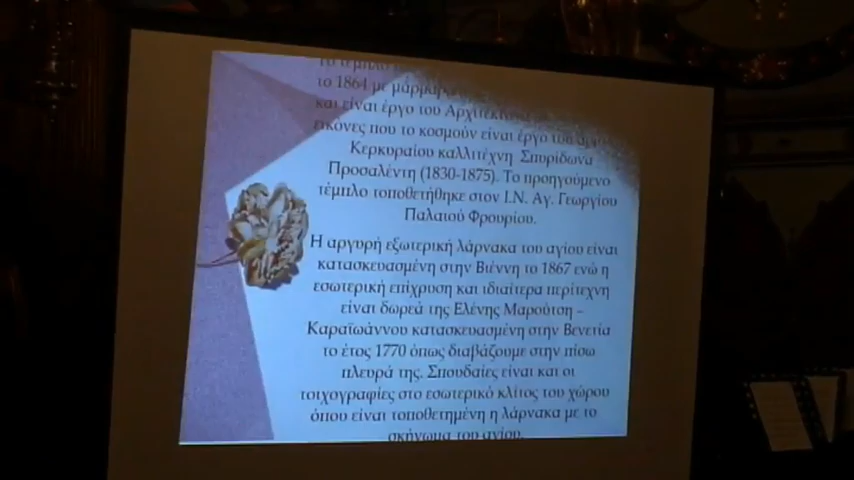 το τέμπλο
το 1864 με μάρμαρο
και είναι έργο του
εικόνες που το κοσμούν είναι έργο του
Κερκυραίου καλλιτέχνη Σπυρίδωνα
Προσαλέντη (1830-1875). Το προηγούμενο
τέμπλο τοποθετήθηκε στον Ι.Ν. Αγ. Γεωργίου
Παλαιού Φρουρίου.
Η αργυρή εξωτερική λάρνακα του αγίου είναι
κατασκευασμένη στην Βιέννη το 1867 ενώ η
εσωτερική επίχρυση και ιδιαίτερα περίτεχνη
είναι δωρεά της Ελένης Μαρούτση –
Καραϊωάννου κατασκευασμένη στην Βενετία
το έτος 1770 όπως διαβάζουμε στην πίσω
πλευρά της. Σπουδαίες είναι και οι
τοιχογραφίες στο εσωτερικό κλίτος του χώρου
όπου είναι τοποθετημένη η λάρνακα με το
σκήνωμα του αγίου.